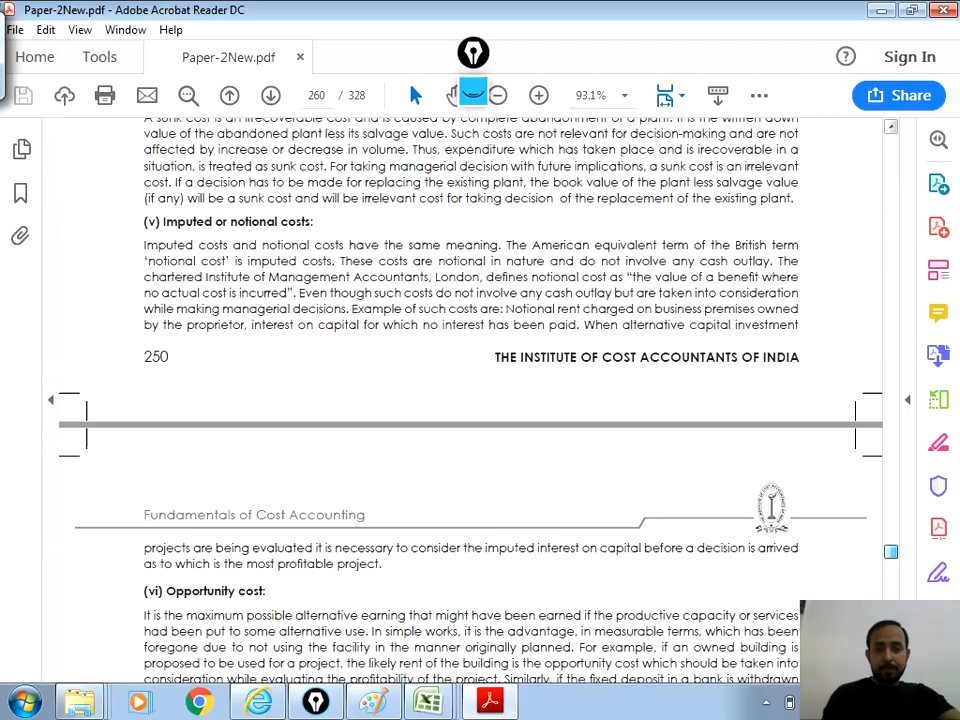 Paper-2New.pdf - Adobe Acrobat Reader DC
File Edit View Window Help
Home Tools Paper-2New.pdf × Sign In
260 / 328 93.1% Share
A sunk cost is an irrecoverable cost and is caused by complete abandonment of a plant. It is the written down
value of the abandoned plant less its salvage value. Such costs are not relevant for decision-making and are not
affected by increase or decrease in volume. Thus, expenditure which has taken place and is irecoverable in a
situation, is treated as sunk cost. For taking managerial decision with future implications, a sunk cost is an irrelevant
cost. If a decision has to be made for replacing the existing plant, the book value of the plant less salvage value
(if any) will be a sunk cost and will be irrelevant cost for taking decision of the replacement of the existing plant.
(v) Imputed or notional costs:
Imputed costs and notional costs have the same meaning. The American equivalent term of the British term
‘notional cost’ is imputed costs. These costs are notional in nature and do not involve any cash outlay. The
chartered Institute of Management Accountants, London, defines notional cost as “the value of a benefit where
no actual cost is incurred”. Even though such costs do not involve any cash outlay but are taken into consideration
while making managerial decisions. Example of such costs are: Notional rent charged on business premises owned
by the proprietor, interest on capital for which no interest has been paid. When alternative capital investment
250 THE INSTITUTE OF COST ACCOUNTANTS OF INDIA
Fundamentals of Cost Accounting
projects are being evaluated it is necessary to consider the imputed interest on capital before a decision is arrived
as to which is the most profitable project.
(vi) Opportunity cost:
It is the maximum possible alternative earning that might have been earned if the productive capacity or services
had been put to some alternative use. In simple works, it is the advantage, in measurable terms, which has been
foregone due to not using the facility in the manner originally planned. For example, if an owned building is
proposed to be used for a project, the likely rent of the building is the opportunity cost which should be taken into
consideration while evaluating the profitability of the project. Similarly, if the fixed deposit in a bank is withdrawn